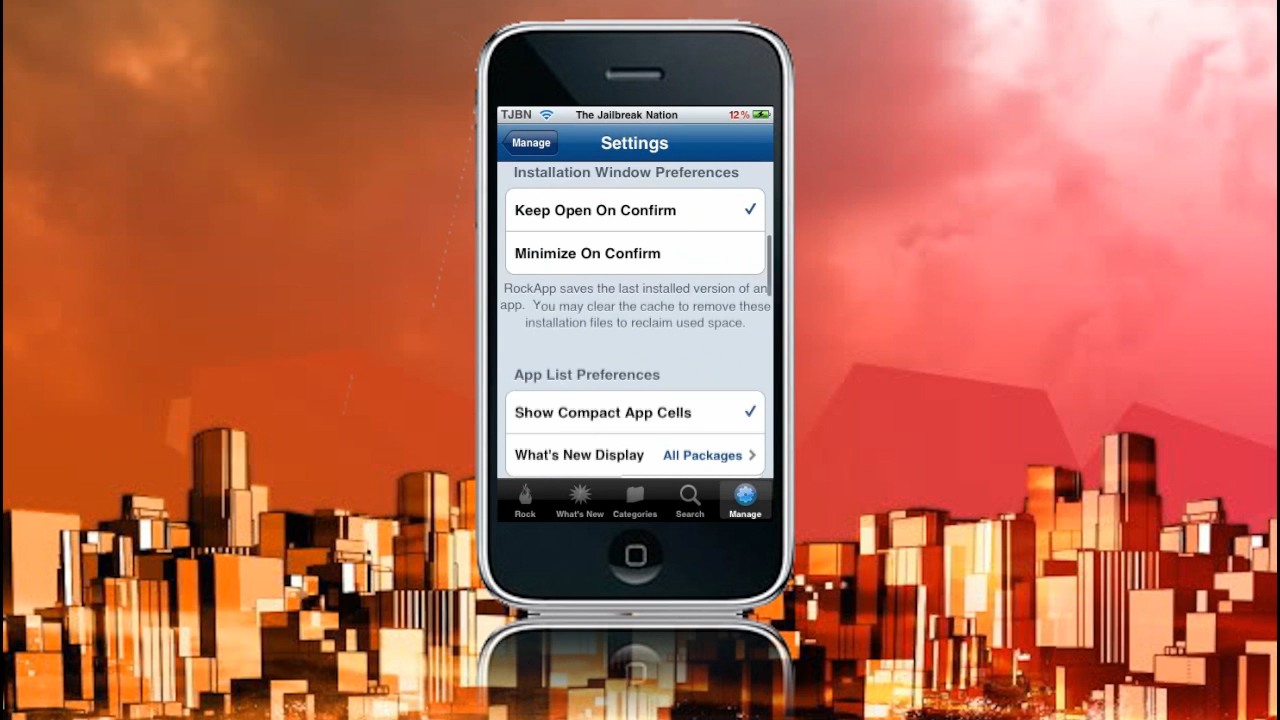 TJBN The Jailbreak Nation 12%
Manage Settings
Installation Window Preferences
Keep Open On Confirm
Minimize On Confirm
RockApp saves the last installed version of an
app. You may clear the cache to remove these
installation files to reclaim used space.
App List Preferences
Show Compact App Cells
What's New Display All Packages
Rock What's New Categories Search Manage